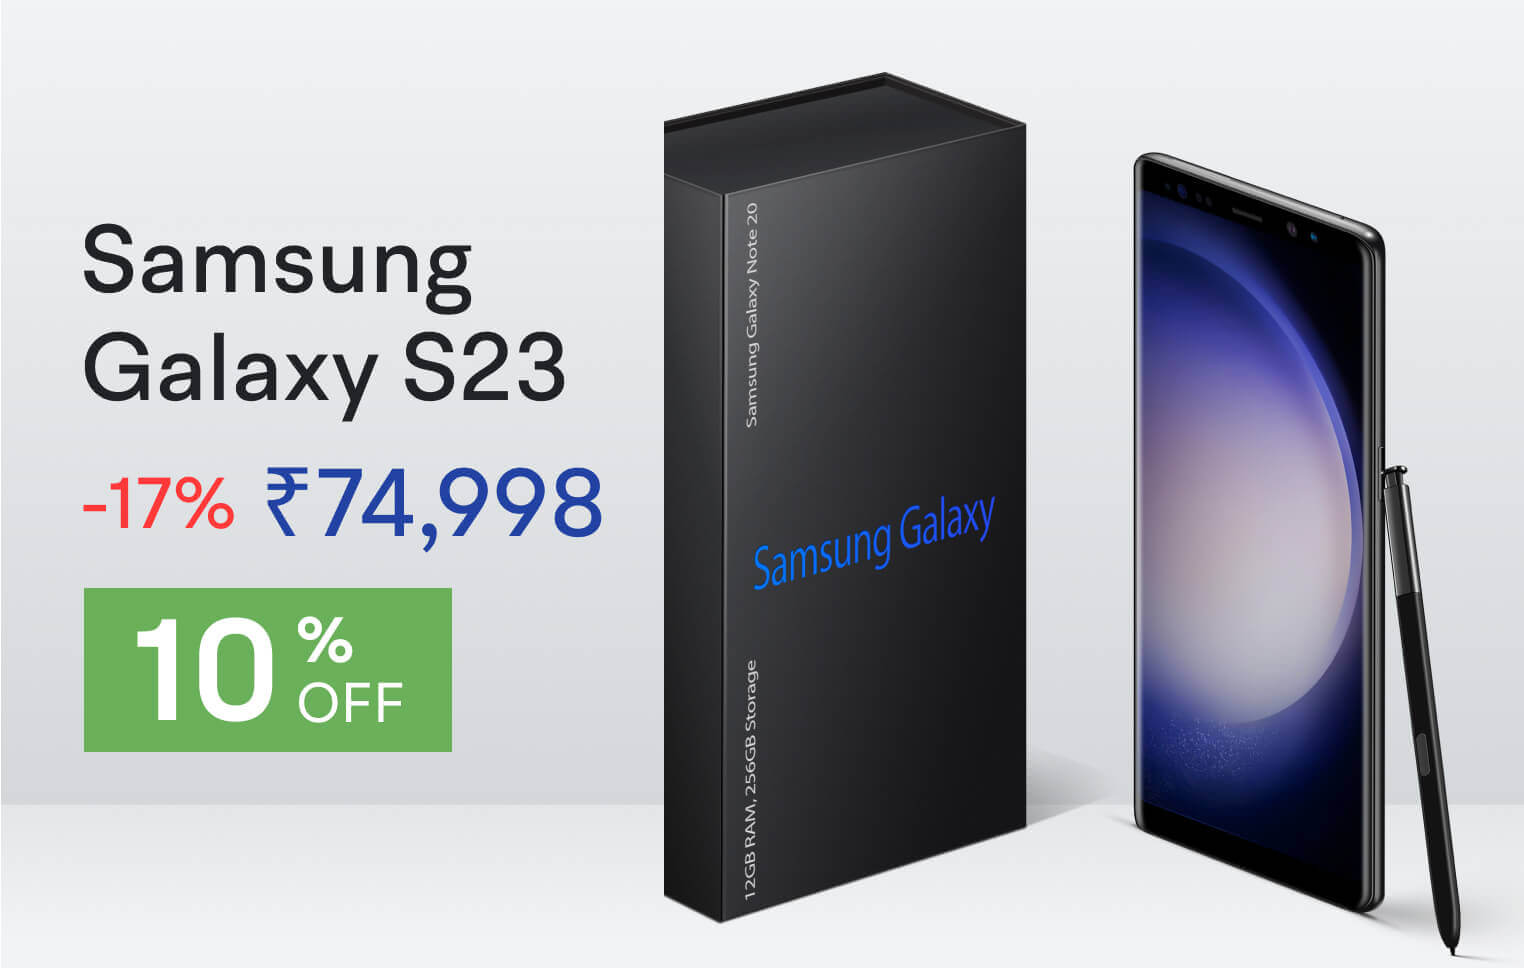 Samsung
Galaxy S23
-17% ₹74,998
10% OFF
Samsung Galaxy Note 20
Samsung Galaxy
12GB RAM, 256GB Storage